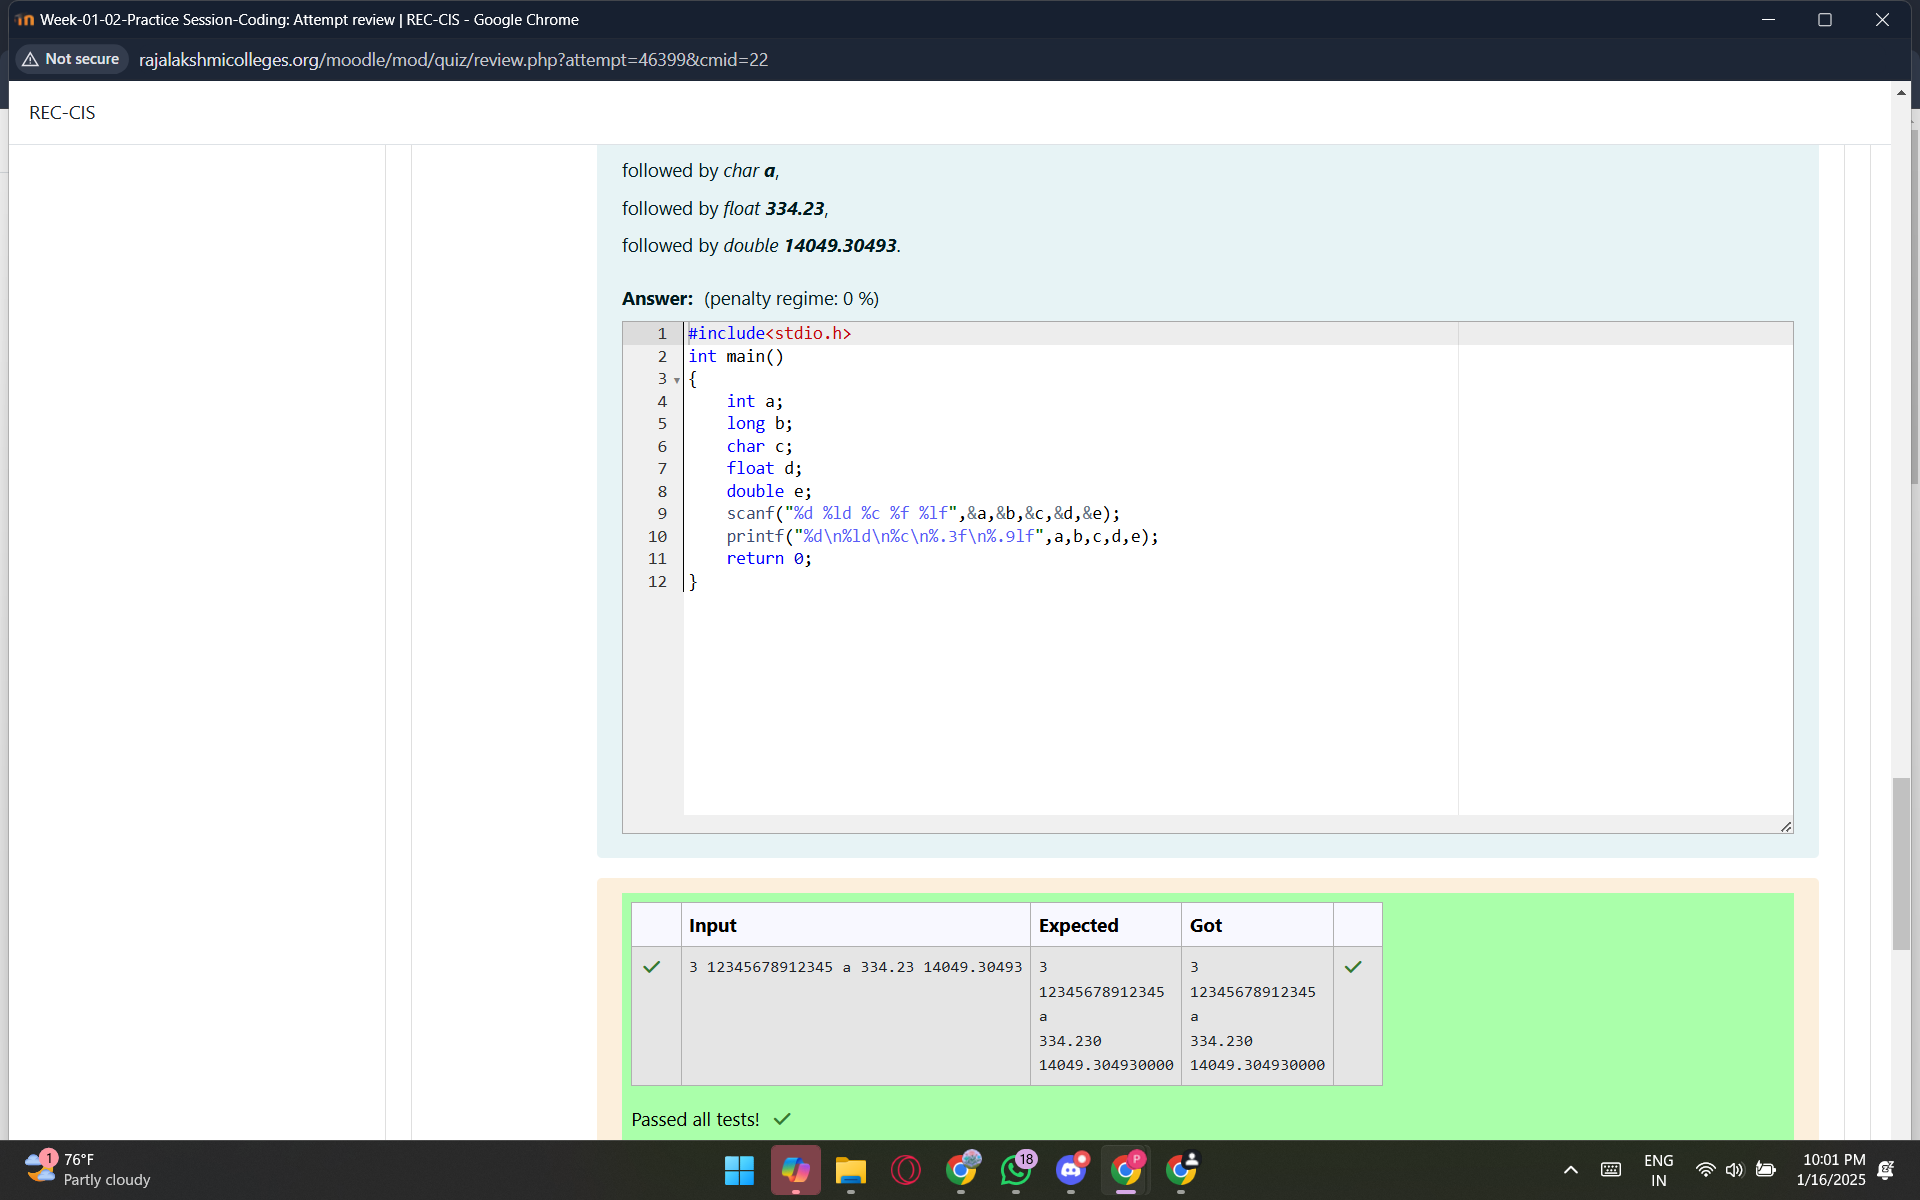 Week-01-02-Practice Session-Coding: Attempt review | REC-CIS - Google Chrome
Not secure rajalakshmicolleges.org/moodle/mod/quiz/review.php?attempt=46399&cmid=22
REC-CIS
followed by char a,
followed by float 334.23,
followed by double 14049.30493.
Answer: (penalty regime: 0 %)
1 #include<stdio.h>
2 int main()
3 {
4 int a;
5 long b;
6 char c;
7 float d;
8 double e;
9 scanf("%d %ld %c %f %lf",&a,&b,&c,&d,&e);
10 printf("%d\n%ld\n%c\n%.3f\n%.9lf",a,b,c,d,e);
11 return 0;
12 }
Input Expected Got
3 12345678912345 a 334.23 14049.30493 3 3
12345678912345 12345678912345
a a
334.230 334.230
14049.304930000 14049.304930000
Passed all tests!
1 76°F
Partly cloudy
18
P
ENG
IN
10:01 PM
1/16/2025